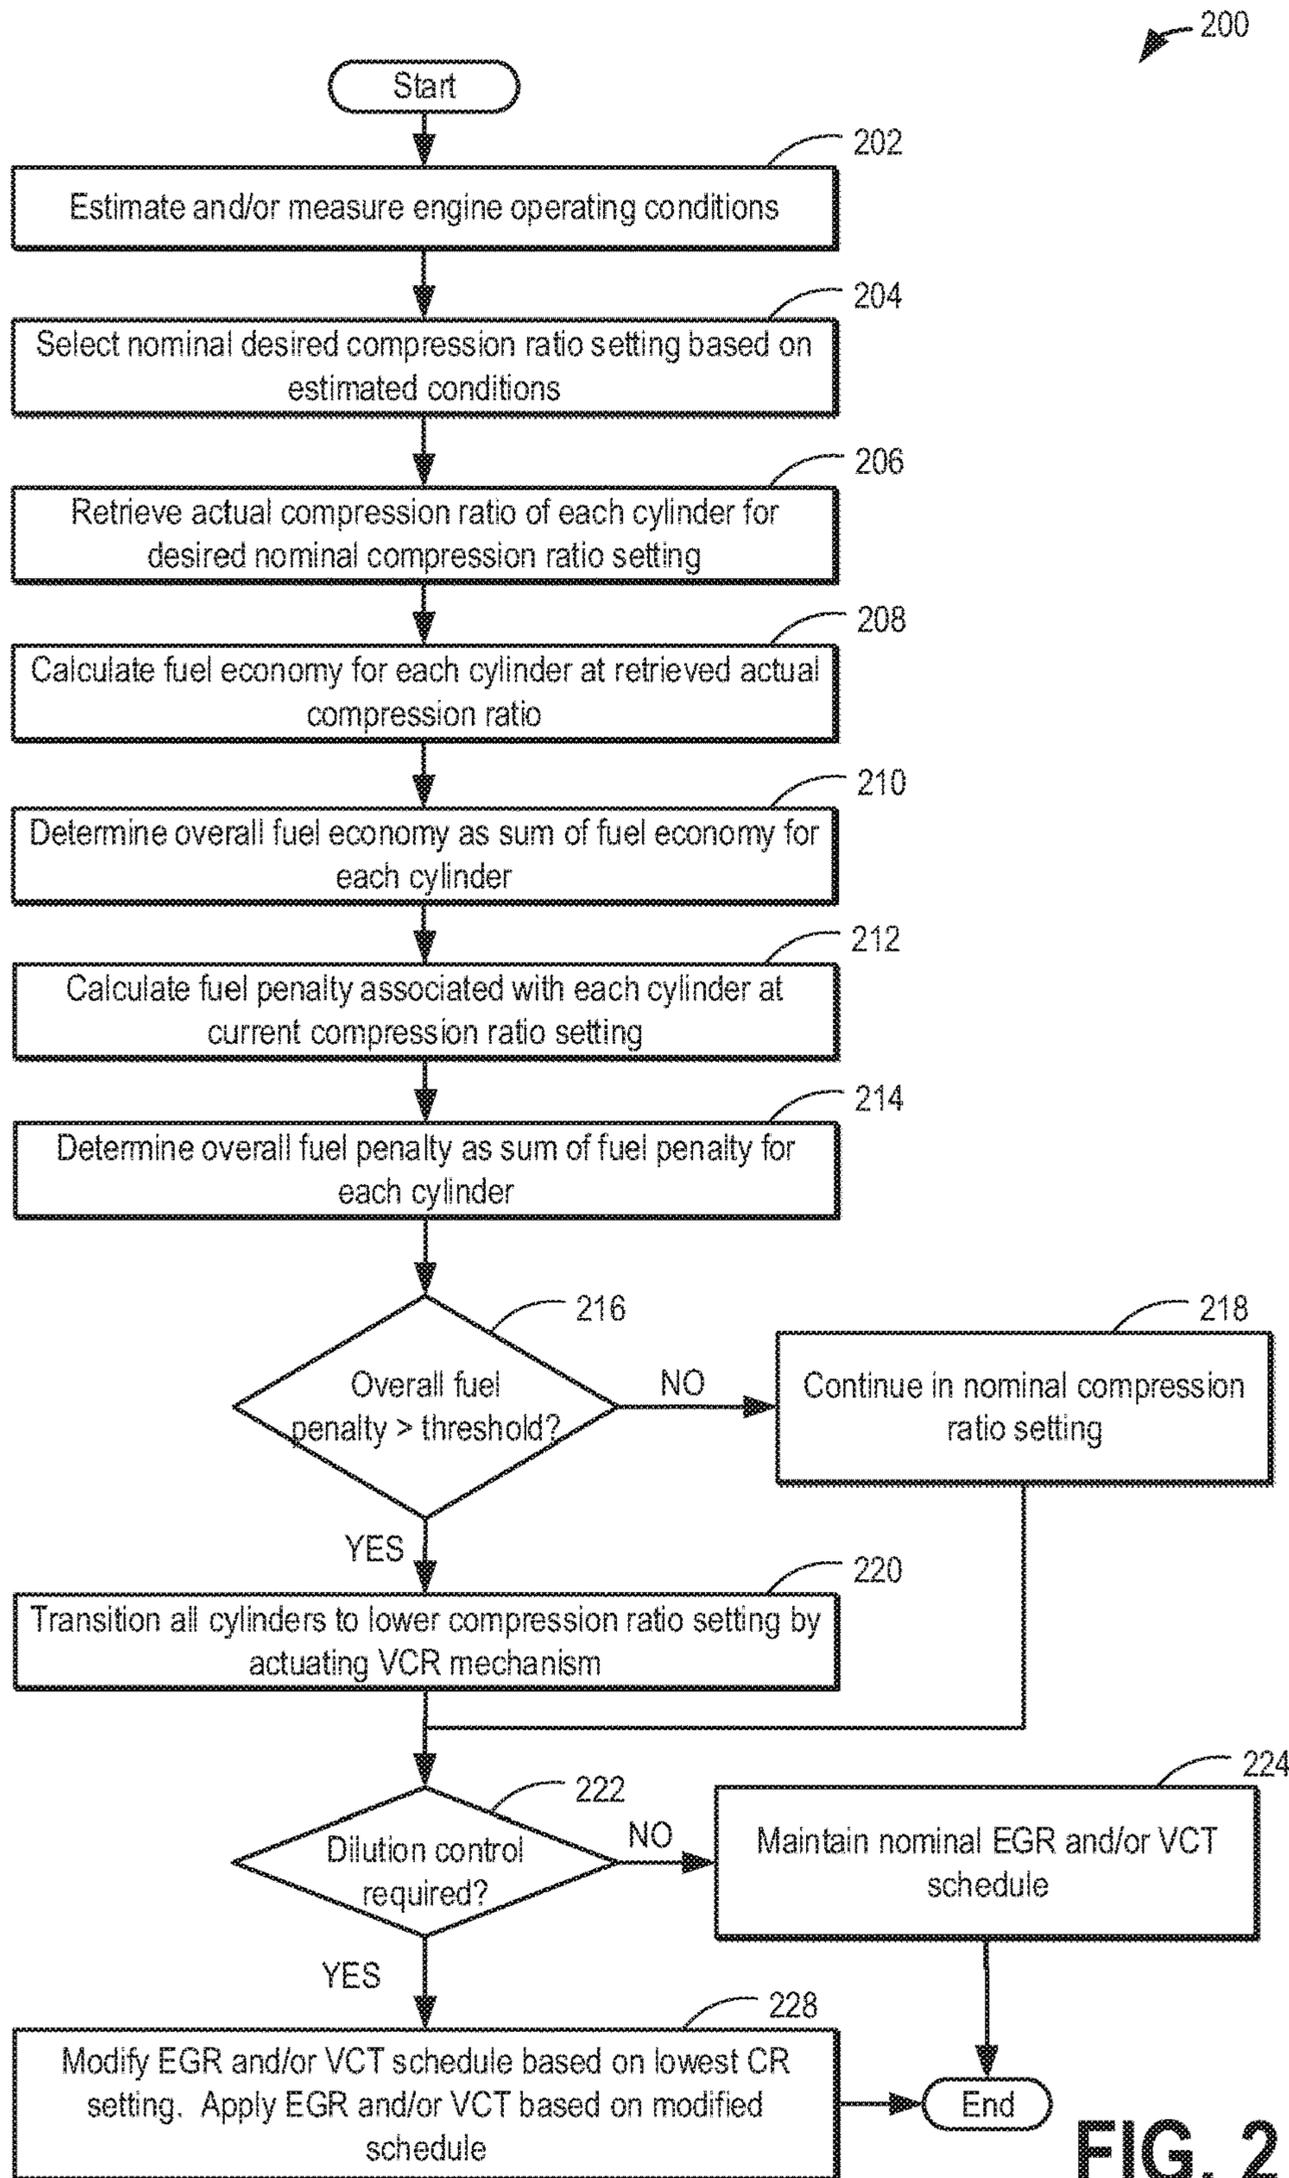 200
Start
202
Estimate and/or measure engine operating conditions
204
Select nominal desired compression ratio setting based on
estimated conditions
206
Retrieve actual compression ratio of each cylinder for
desired nominal compression ratio setting
208
Calculate fuel economy for each cylinder at retrieved actual
compression ratio
210
Determine overall fuel economy as sum of fuel economy for
each cylinder
212
Calculate fuel penalty associated with each cylinder at
current compression ratio setting
214
Determine overall fuel penalty as sum of fuel penalty for
each cylinder
216
Overall fuel
penalty > threshold?
NO
218
Continue in nominal compression
ratio setting
YES
220
Transition all cylinders to lower compression ratio setting by
actuating VCR mechanism
222
Dilution control
required?
NO
224
Maintain nominal EGR and/or VCT
schedule
YES
228
Modify EGR and/or VCT schedule based on lowest CR
setting. Apply EGR and/or VCT based on modified
schedule
End
FIG. 2